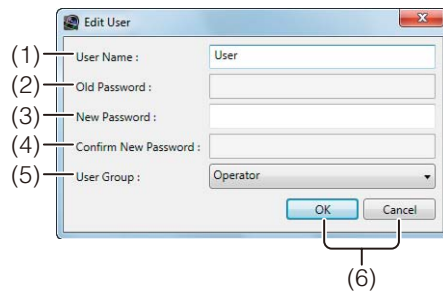 Edit User
(1) User Name : User
(2) Old Password :
(3) New Password :
(4) Confirm New Password :
(5) User Group : Operator
OK Cancel
(6)